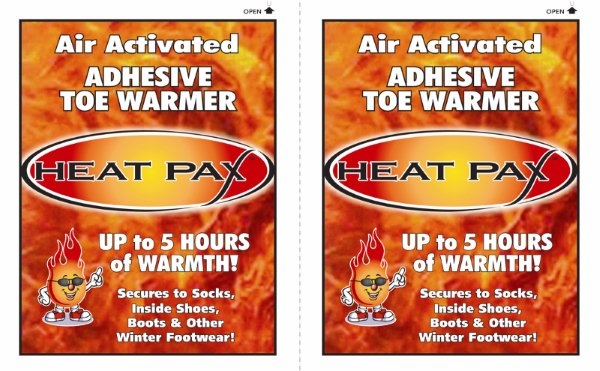 OPEN
Air Activated
ADHESIVE
TOE WARMER
HEAT PAX
UP to 5 HOURS
of WARMTH!
Secures to Socks,
Inside Shoes,
Boots & Other
Winter Footwear!
OPEN
Air Activated
ADHESIVE
TOE WARMER
HEAT PAX
UP to 5 HOURS
of WARMTH!
Secures to Socks,
Inside Shoes,
Boots & Other
Winter Footwear!